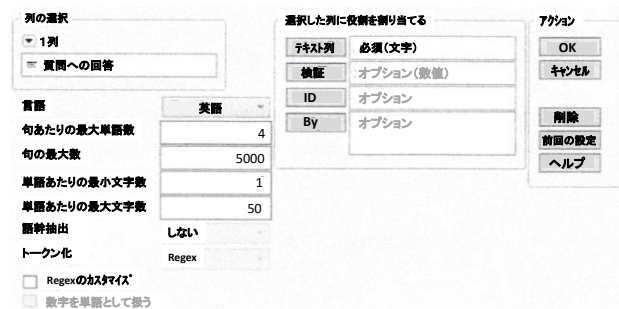 列の選択
1列
質問への回答
言語 英語
句あたりの最大単語数 4
句の最大数 5000
単語あたりの最小文字数 1
単語あたりの最大文字数 50
語幹抽出 しない
トークン化 Regex
Regexのカスタマイズ
数字を単語として扱う
選択した列に役割を割り当てる
テキスト列 必須(文字)
検証 オプション(数値)
ID オプション
By オプション
アクション
OK
キャンセル
削除
前回の設定
ヘルプ